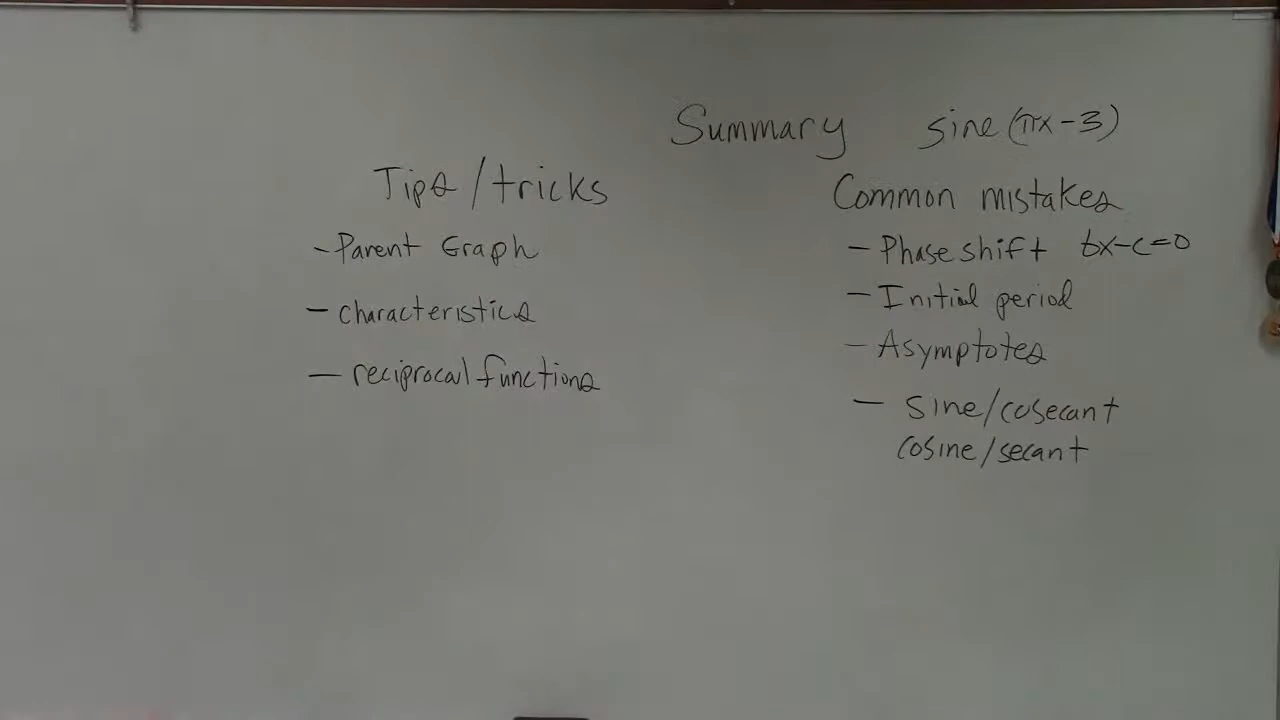 Summary sine(πx-3)
Tips/tricks
- Parent Graph
- characteristics
- reciprocal functions
Common mistakes
- Phase shift bx-c=0
- Initial period
- Asymptotes
- sine/cosecant
cosine/secant